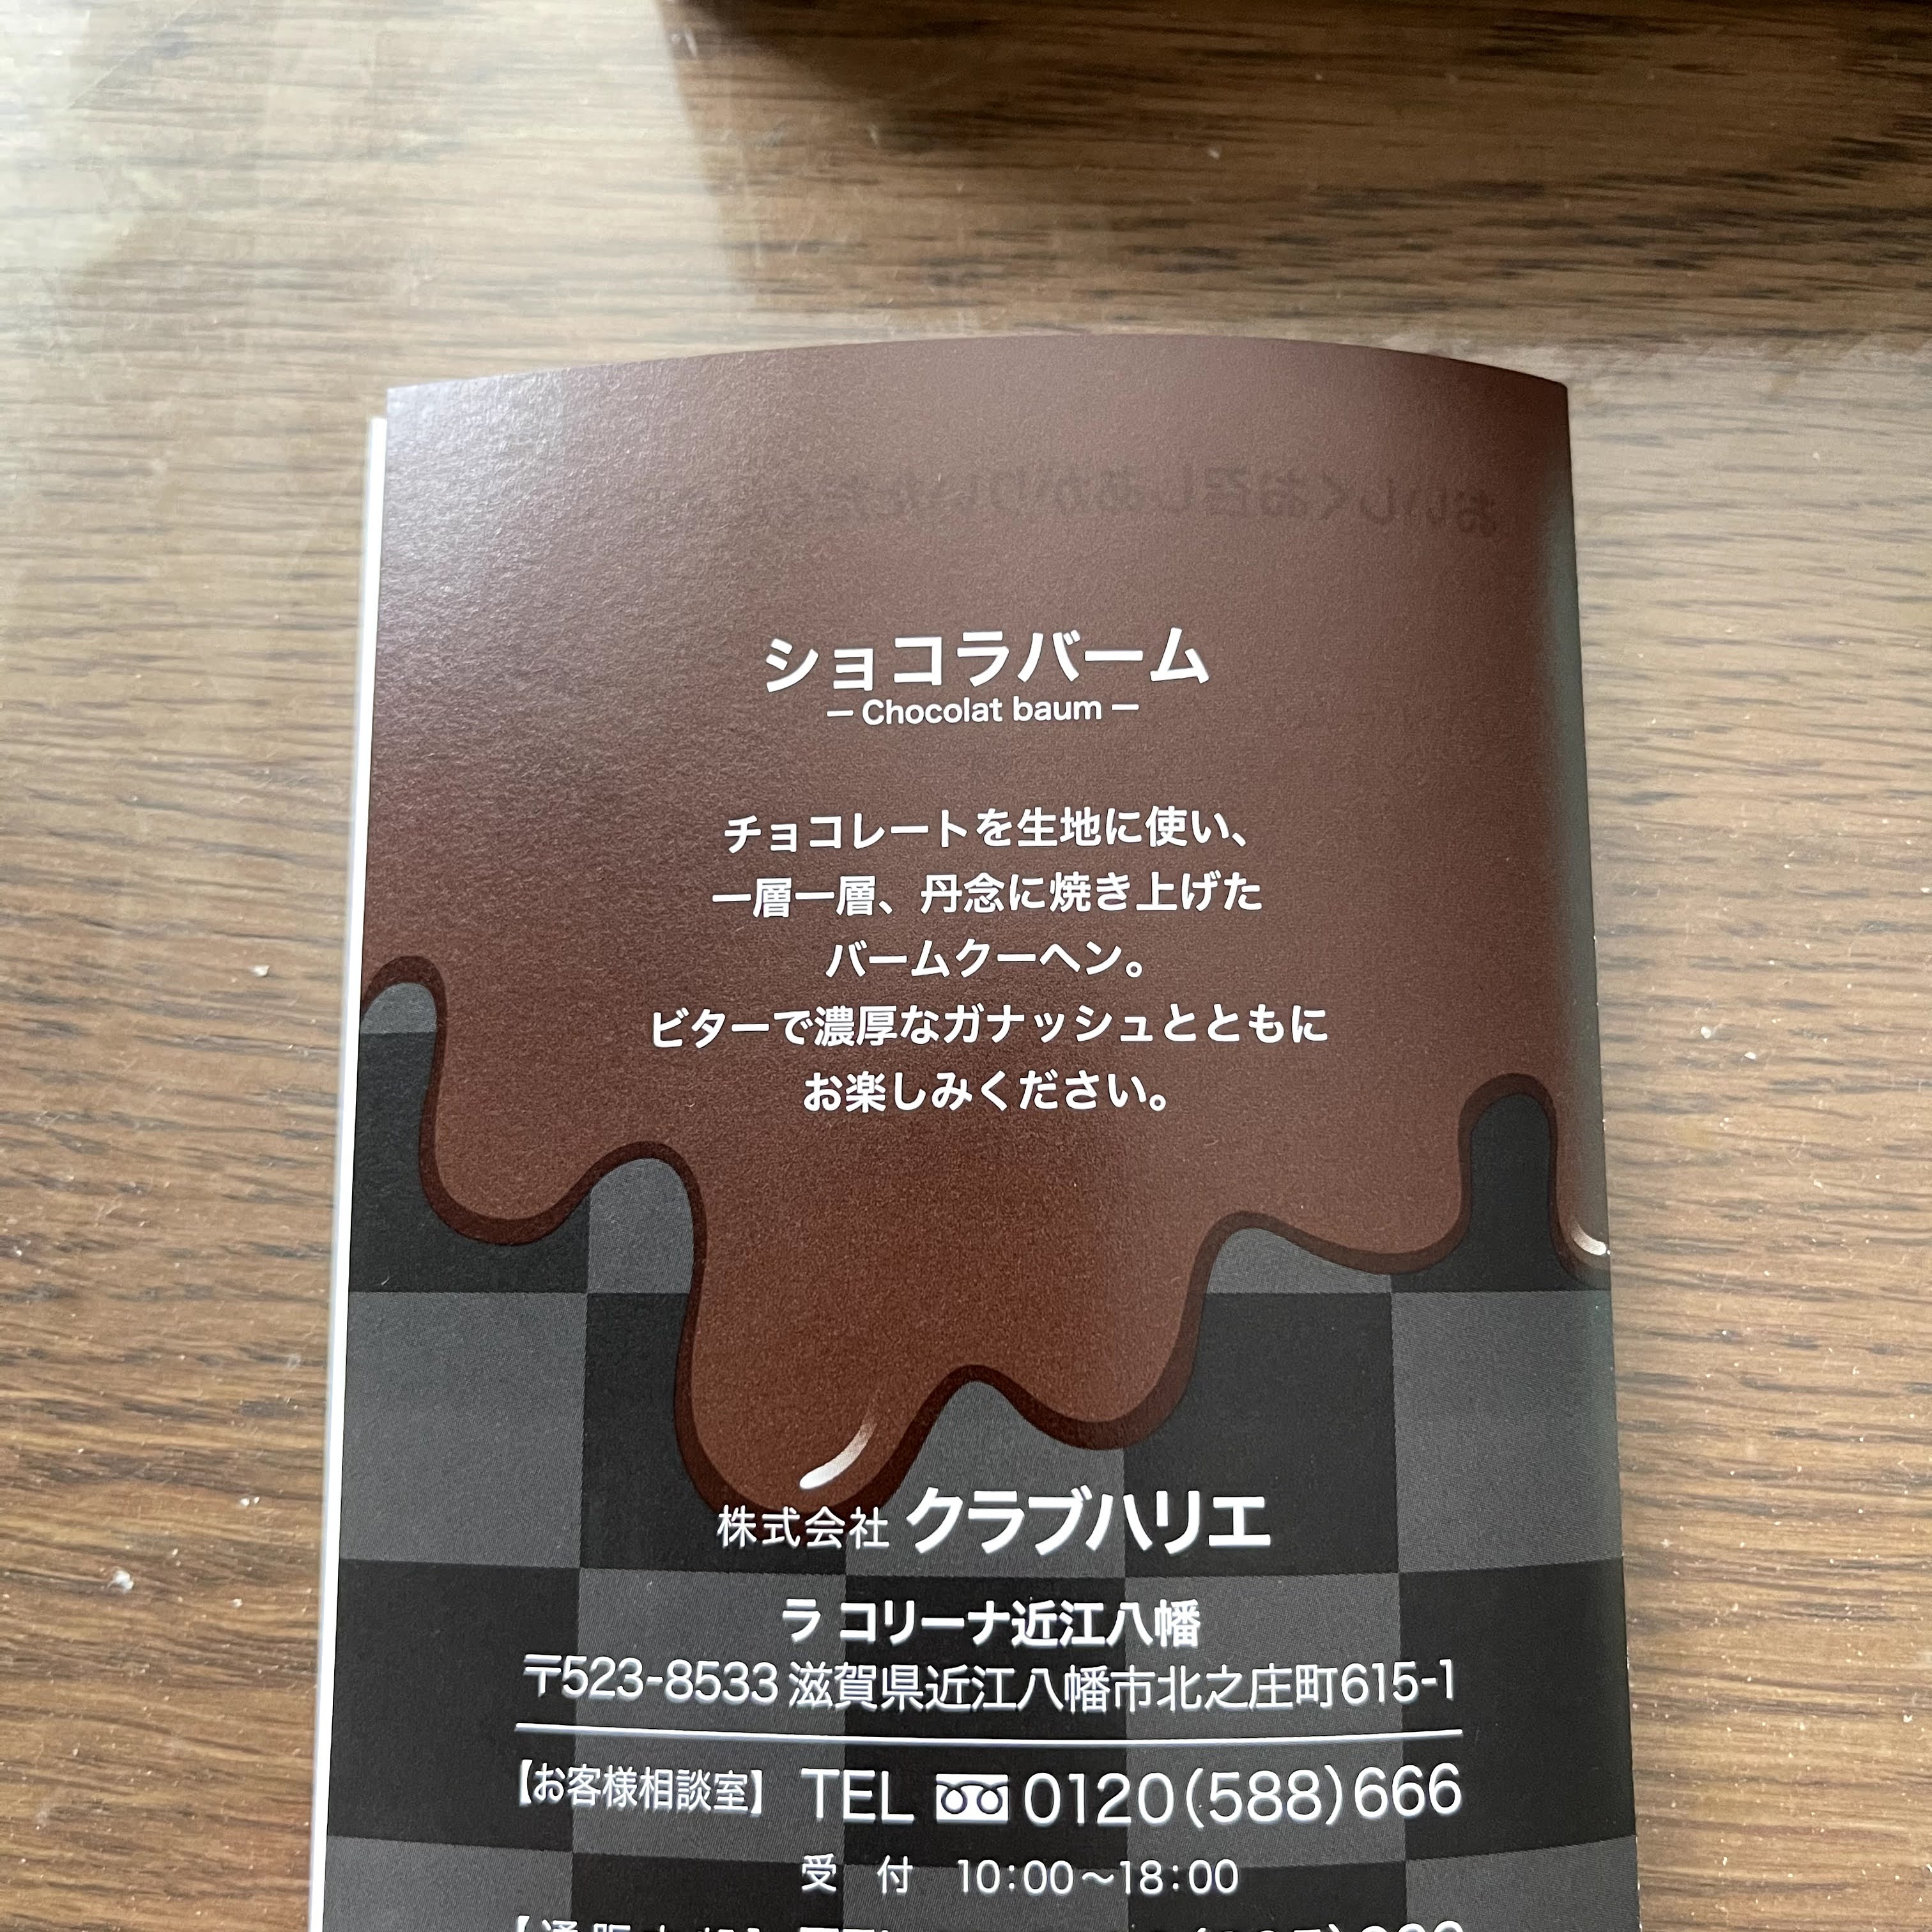 ショコラバーム
— Chocolat baum —
チョコレートを生地に使い、
一層一層、丹念に焼き上げた
バームクーヘン。
ビターで濃厚なガナッシュとともに
お楽しみください。
株式会社 クラブハリエ
ラ コリーナ近江八幡
〒523-8533 滋賀県近江八幡市北之庄町615-1
【お客様相談室】 TEL 0120(588)666
受 付 10:00〜18:00